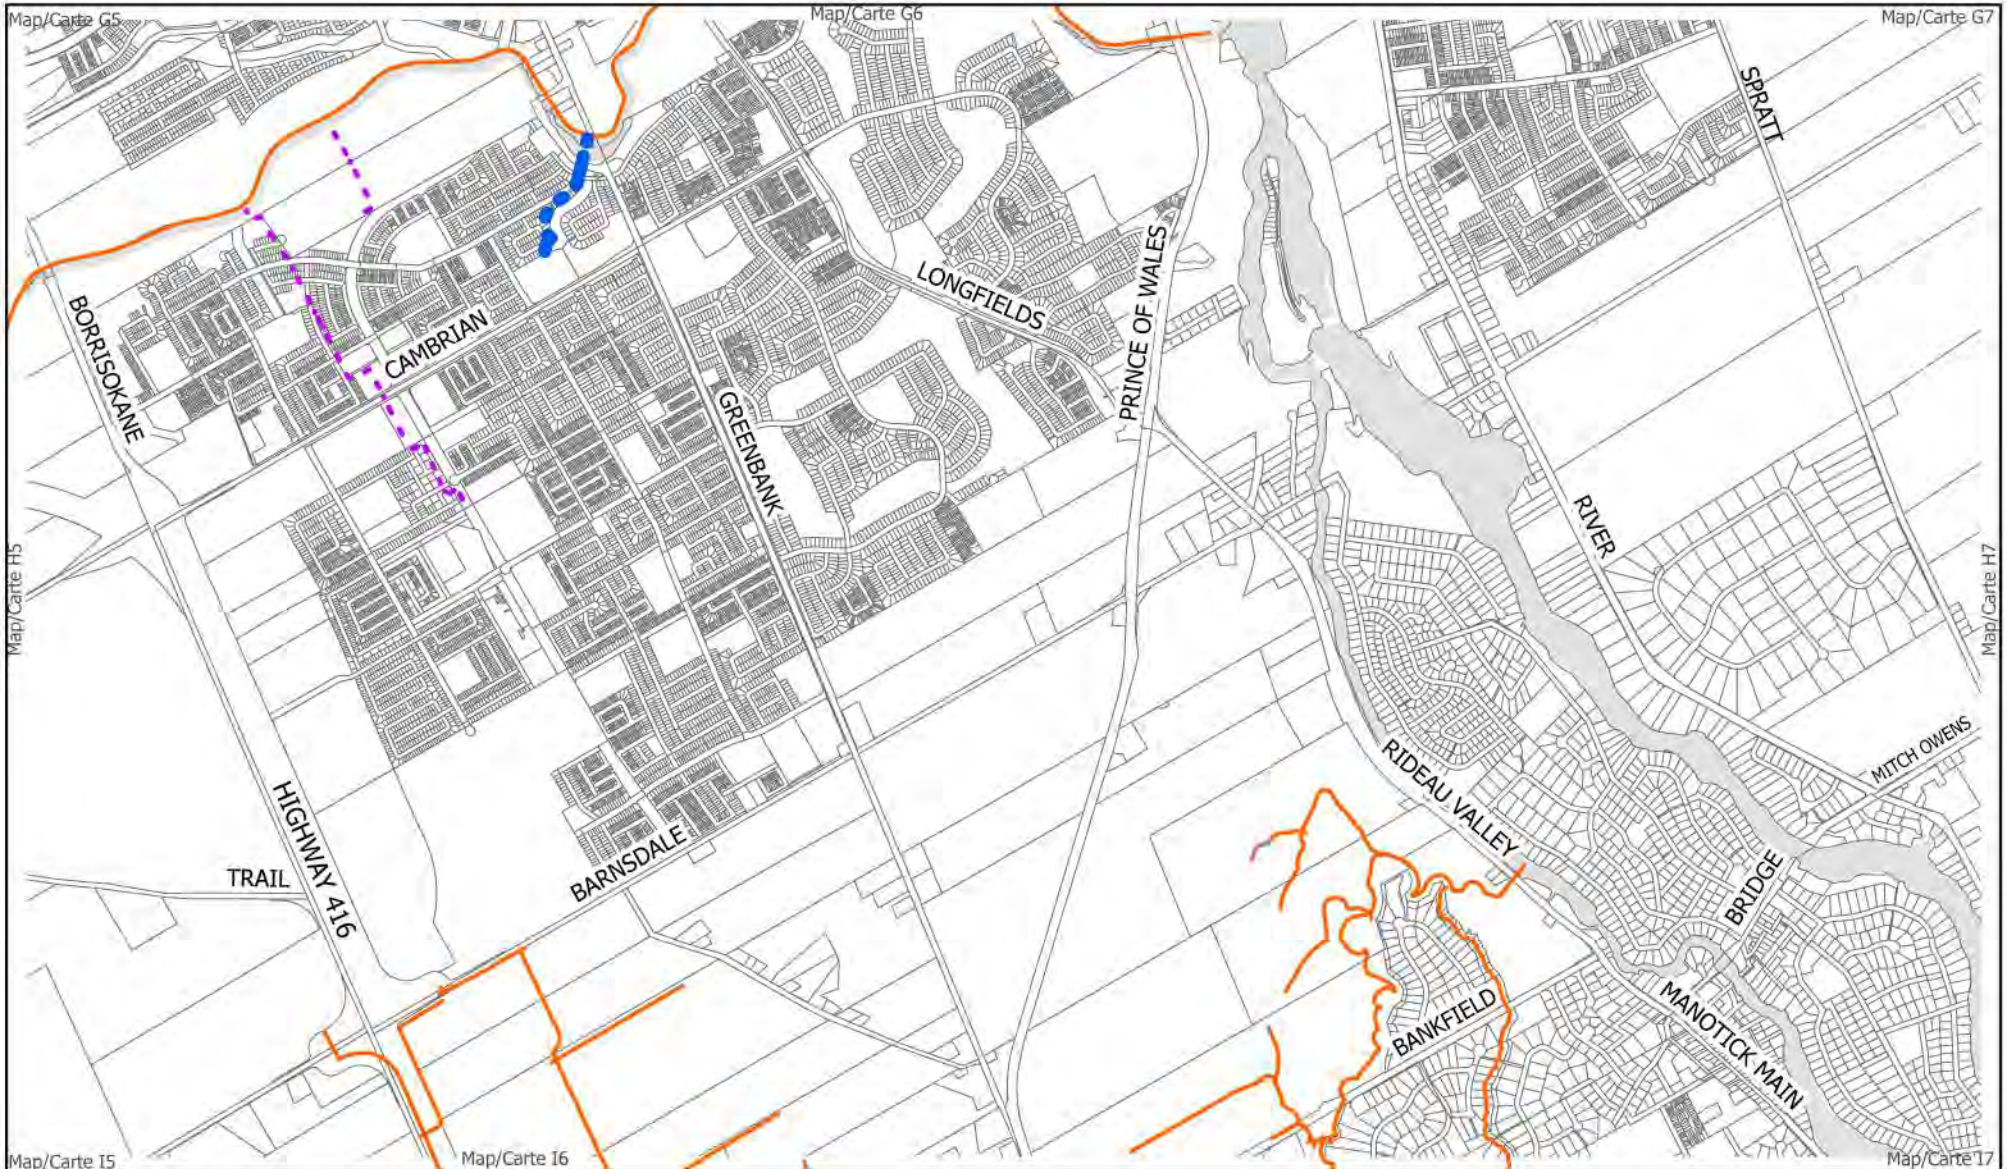 Map/Carte G5
Map/Carte G6
Map/Carte G7
SPRATT
BORRISOKANE
CAMBRIAN
LONGFIELDS
PRINCE OF WALES
GREENBANK
RIVER
Map/Carte H5
Map/Carte H7
MITCH OWENS
RIDEAU VALLEY
HIGHWAY 416
TRAIL
BARNSDALE
BRIDGE
BANKFIELD
MANOTICK MAIN
Map/Carte I5
Map/Carte I6
Map/Carte I7